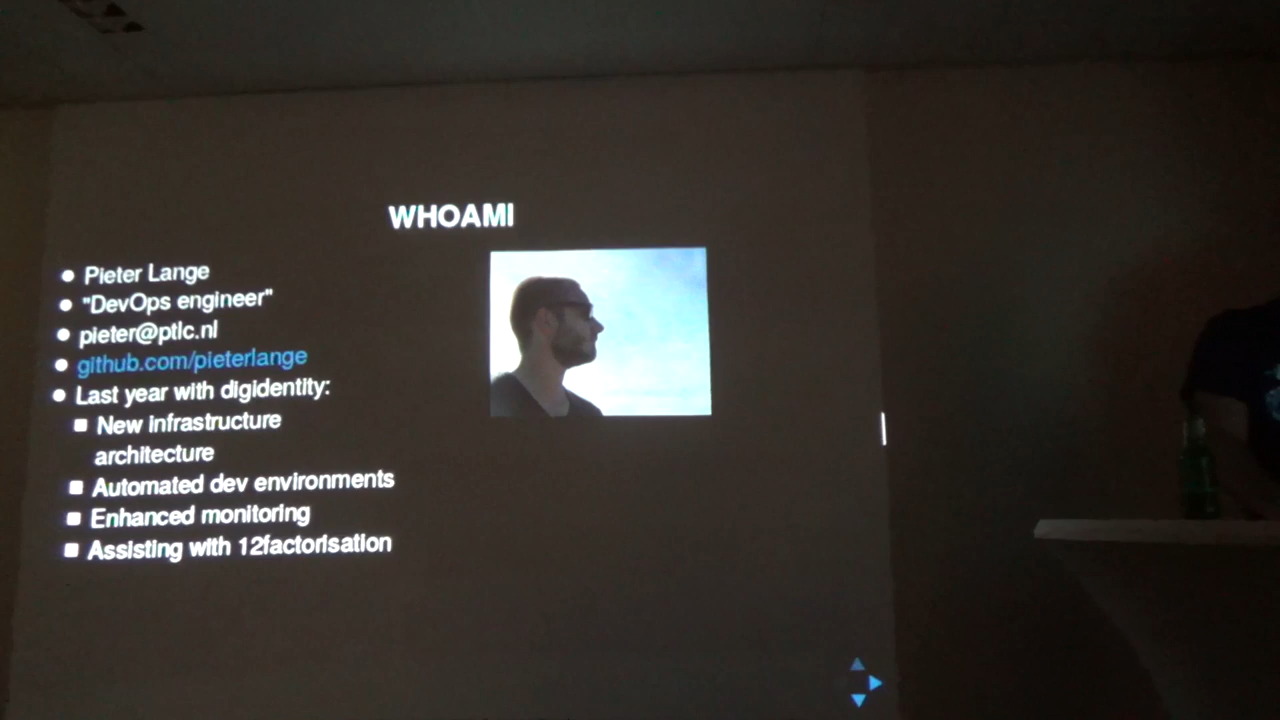 WHOAMI
Pieter Lange
"DevOps engineer"
pieter@ptlc.nl
github.com/pieterlange
Last year with digidentity:
New infrastructure
architecture
Automated dev environments
Enhanced monitoring
Assisting with 12factorisation